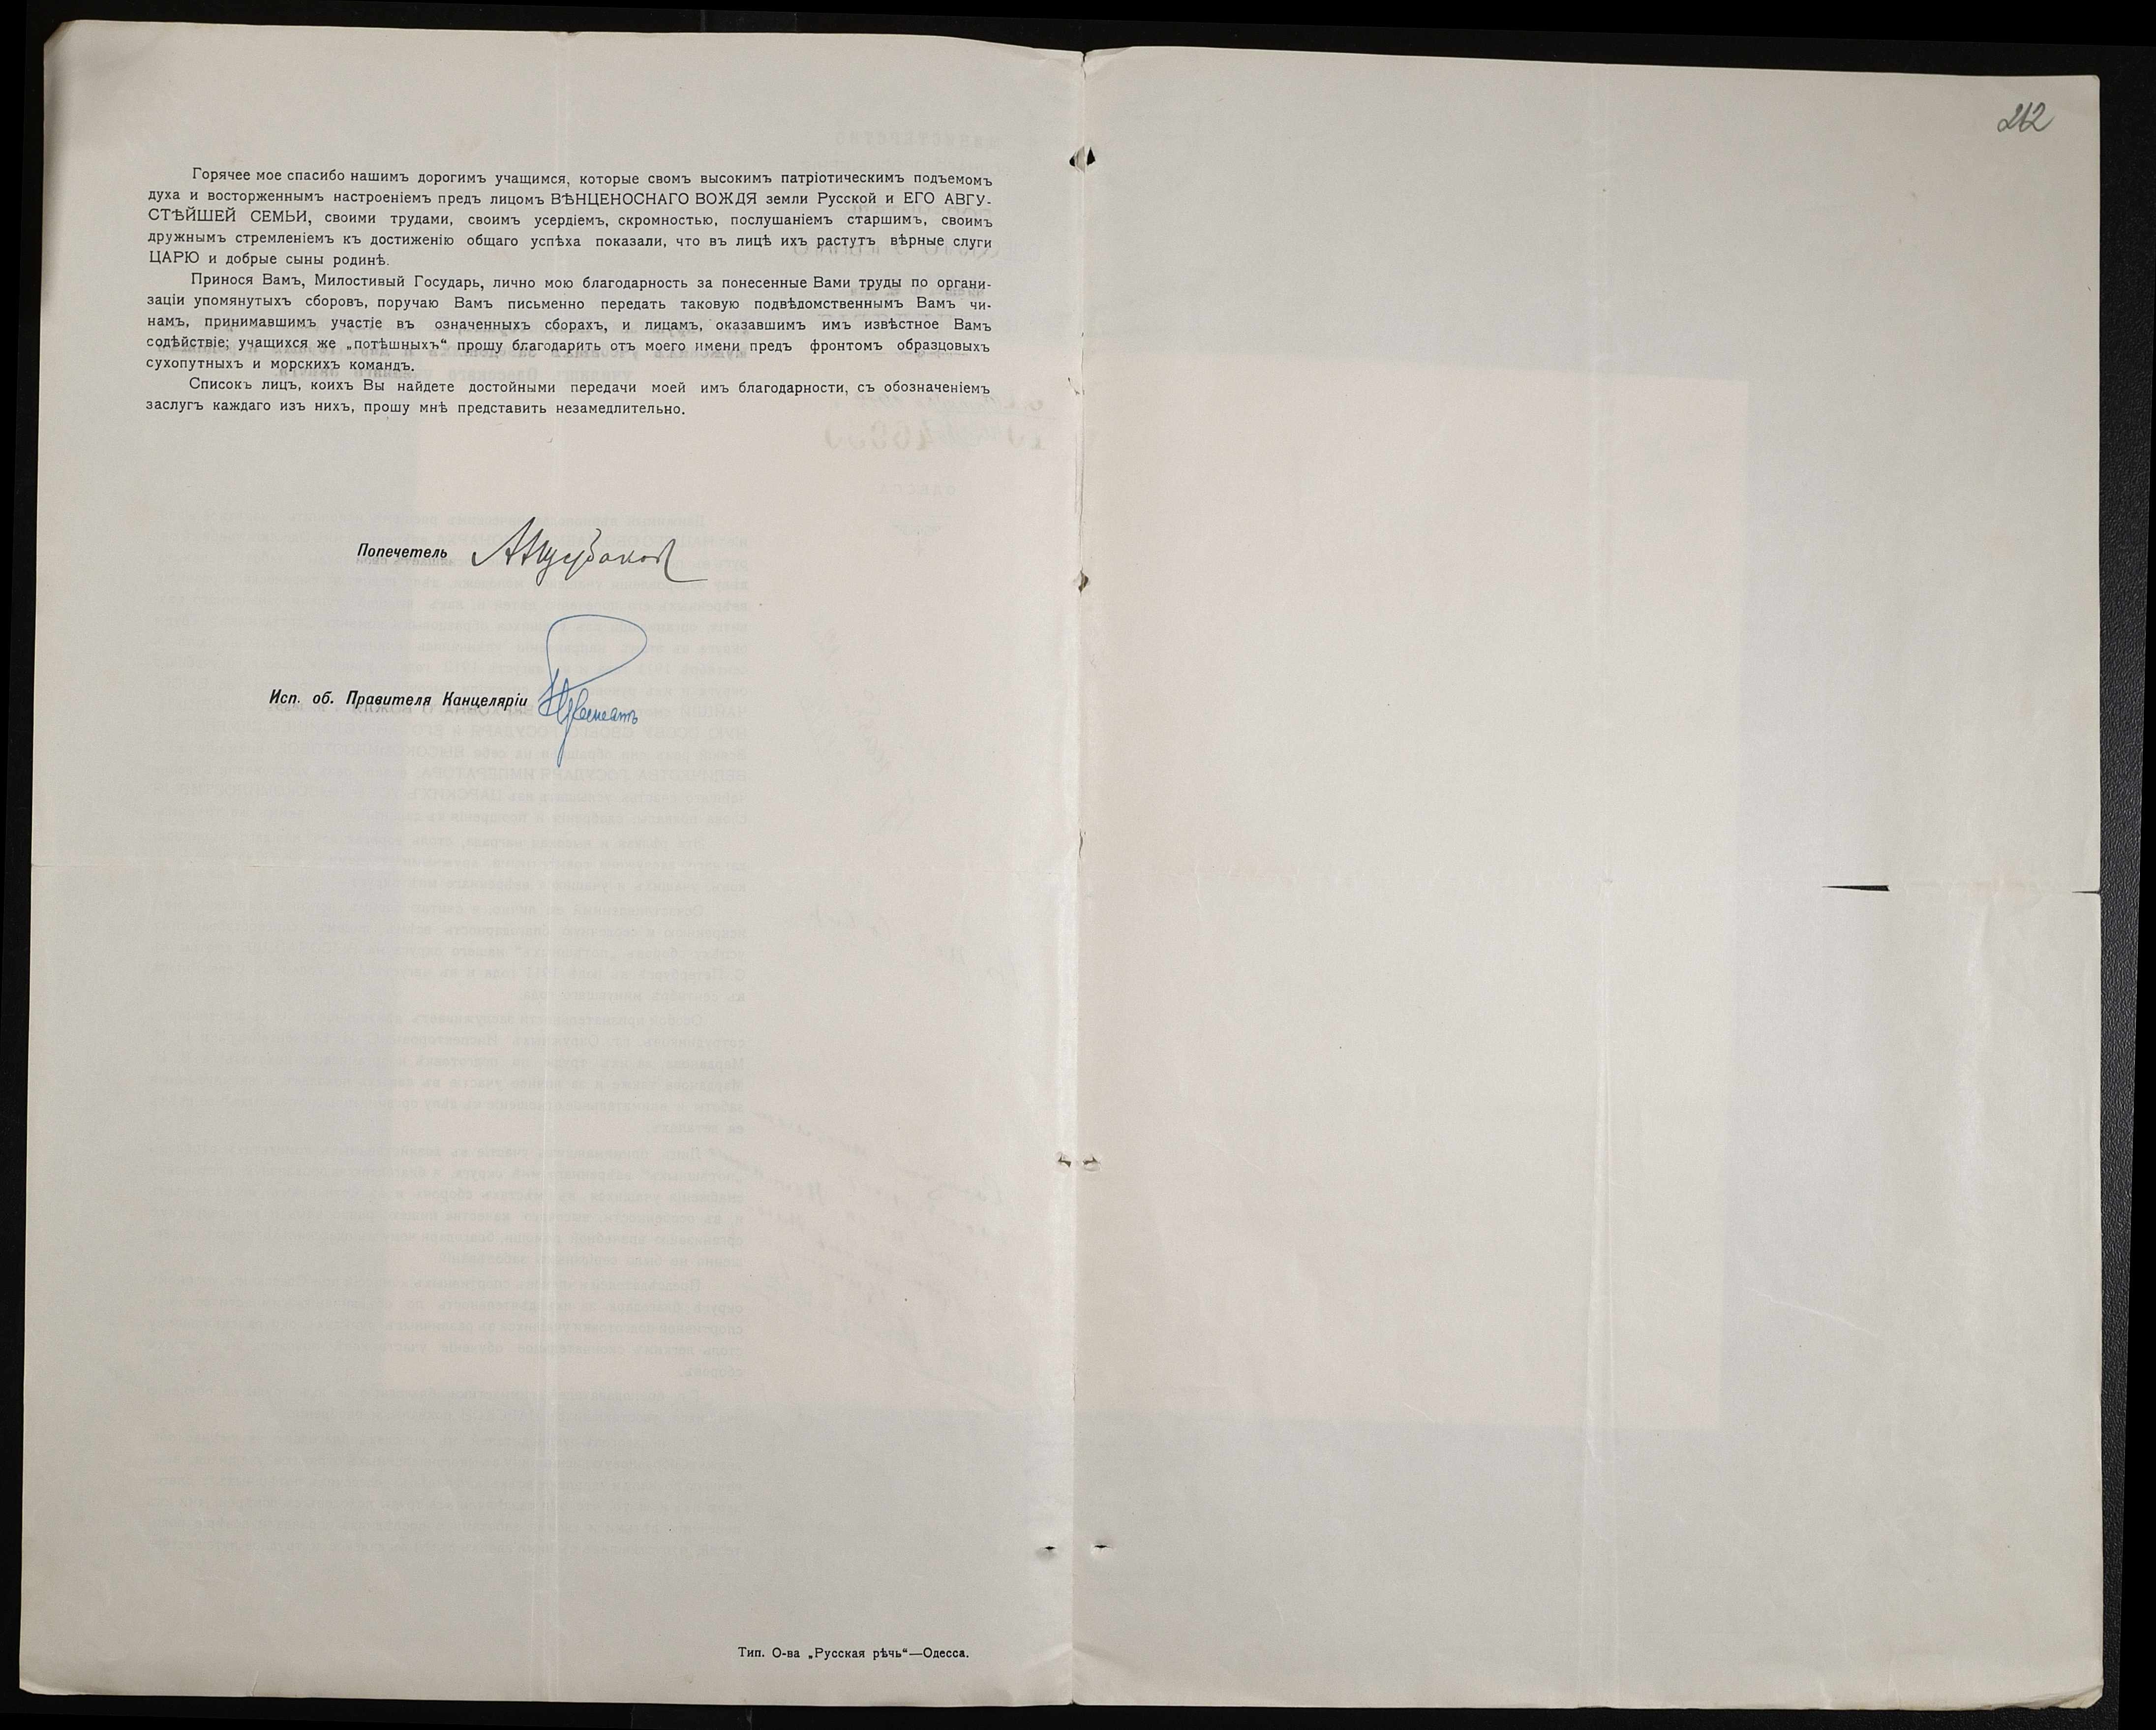 212
Горячее мое спасибо нашимъ дорогимъ учащимся, которые свомъ высокимъ патріотическимъ подъемомъ
духа и восторженнымъ настроеніемъ предъ лицомъ ВѢНЦЕНОСНАГО ВОЖДЯ земли Русской и ЕГО АВГУ-
СТѢЙШЕЙ СЕМЬИ, своими трудами, своимъ усердіемъ, скромностью, послушаніемъ старшимъ, своимъ
дружнымъ стремленіемъ къ достиженію общаго успѣха показали, что въ лицѣ ихъ растутъ вѣрные слуги
ЦАРЮ и добрые сыны родинѣ.
Принося Вамъ, Милостивый Государь, лично мою благодарность за понесенные Вами труды по органи-
заціи упомянутыхъ сборовъ, поручаю Вамъ письменно передать таковую подвѣдомственнымъ Вамъ чи-
намъ, принимавшимъ участіе въ означенныхъ сборахъ, и лицамъ, оказавшимъ имъ извѣстное Вамъ
содѣйствіе; учащихся же „потѣшныхъ“ прошу благодарить отъ моего имени предъ фронтомъ образцовыхъ
сухопутныхъ и морскихъ командъ.
Списокъ лицъ, коихъ Вы найдете достойными передачи моей имъ благодарности, съ обозначеніемъ
заслугъ каждаго изъ нихъ, прошу мнѣ представить незамедлительно.
Попечетель
Исп. об. Правителя Канцеляріи
Тип. О-ва „Русская рѣчь“—Одесса.